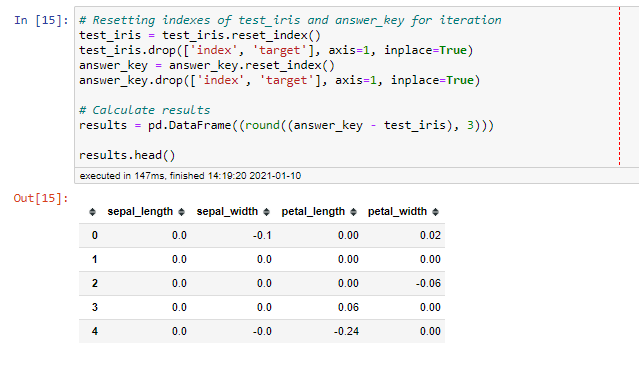 In [15]: # Resetting indexes of test_iris and answer_key for iteration
test_iris = test_iris.reset_index()
test_iris.drop(['index', 'target'], axis=1, inplace=True)
answer_key = answer_key.reset_index()
answer_key.drop(['index', 'target'], axis=1, inplace=True)
# Calculate results
results = pd.DataFrame((round((answer_key - test_iris), 3)))
results.head()
executed in 147ms, finished 14:19:20 2021-01-10
Out[15]:
sepal_length sepal_width petal_length petal_width
0 0.0 -0.1 0.00 0.02
1 0.0 0.0 0.00 0.00
2 0.0 0.0 0.00 -0.06
3 0.0 0.0 0.06 0.00
4 0.0 -0.0 -0.24 0.00